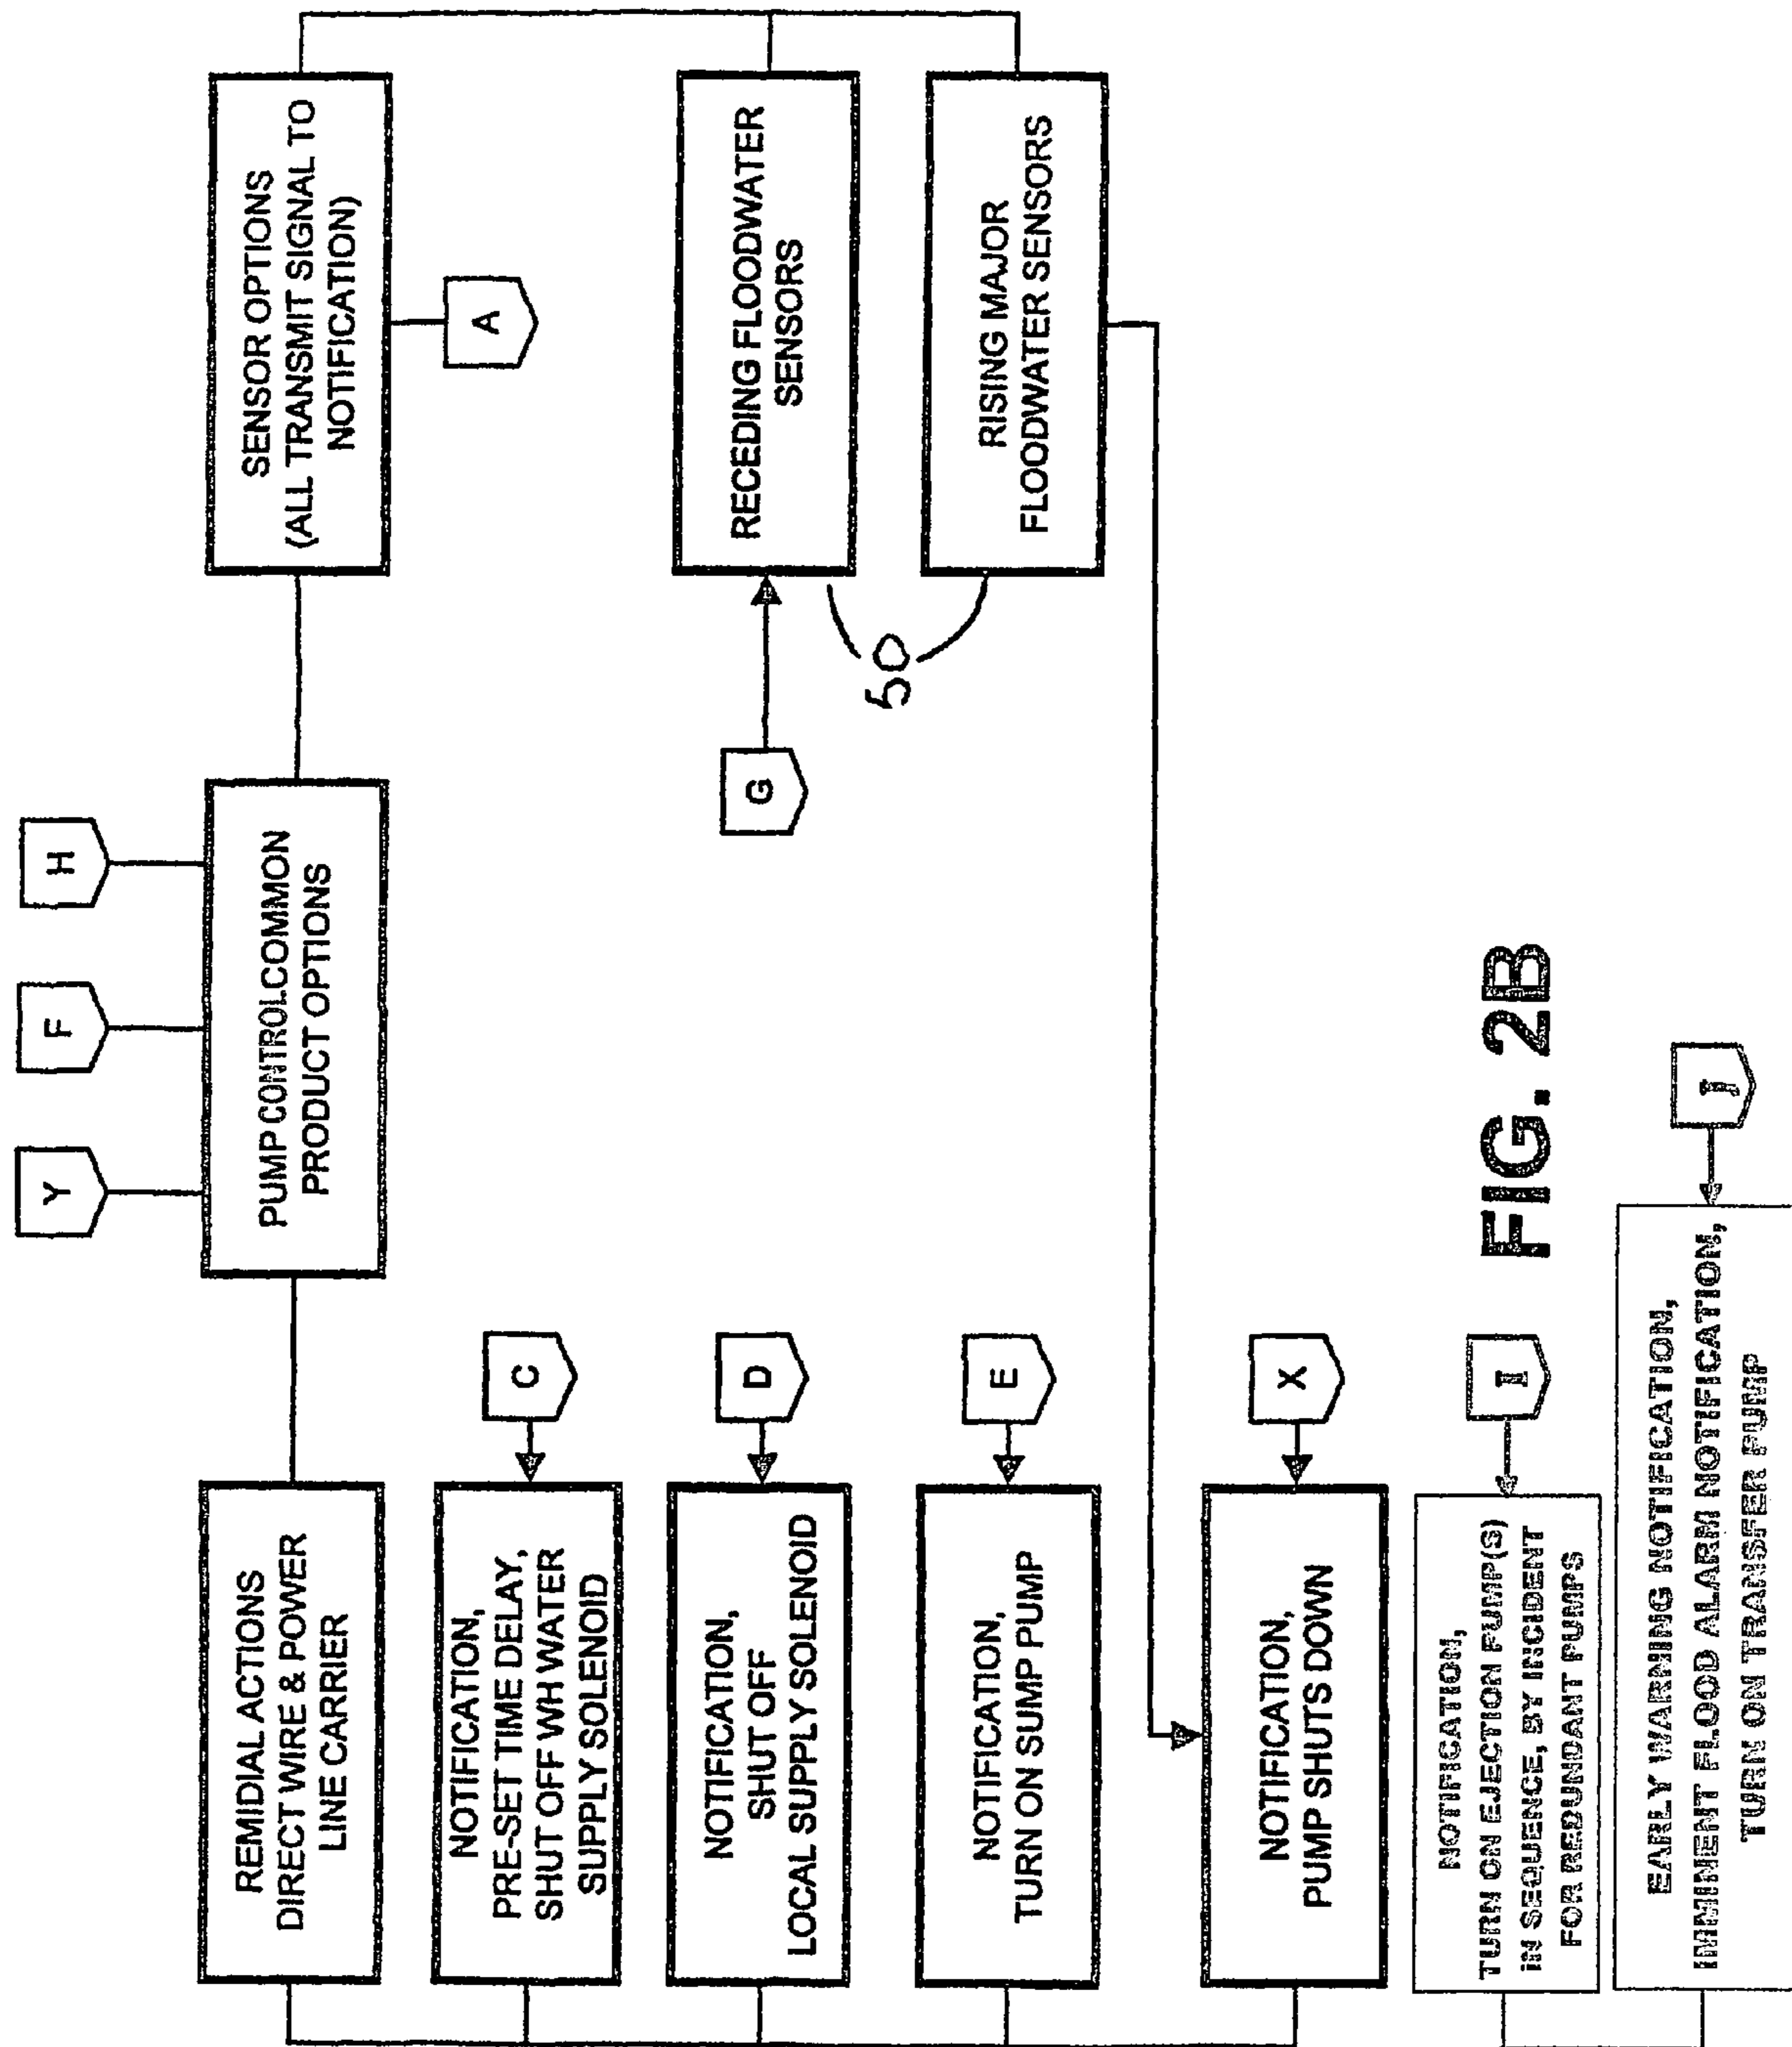 Y
F
H
REMIDIAL ACTIONS
DIRECT WIRE & POWER
LINE CARRIER
PUMP CONTROL COMMON
PRODUCT OPTIONS
SENSOR OPTIONS
(ALL TRANSMIT SIGNAL TO
NOTIFICATION)
A
NOTIFICATION,
PRE-SET TIME DELAY,
SHUT OFF WH WATER
SUPPLY SOLENOID
C
NOTIFICATION,
SHUT OFF
LOCAL SUPPLY SOLENOID
D
G
RECEDING FLOODWATER
SENSORS
50
NOTIFICATION,
TURN ON SUMP PUMP
E
RISING MAJOR
FLOODWATER SENSORS
NOTIFICATION,
PUMP SHUTS DOWN
X
NOTIFICATION,
TURN ON EJECTION PUMP(S)
IN SEQUENCE, BY INCIDENT
FOR REDUNDANT PUMPS
I
EARLY WARNING NOTIFICATION,
IMMINENT FLOOD ALARM NOTIFICATION,
TURN ON TRANSFER PUMP
J
FIG. 2B